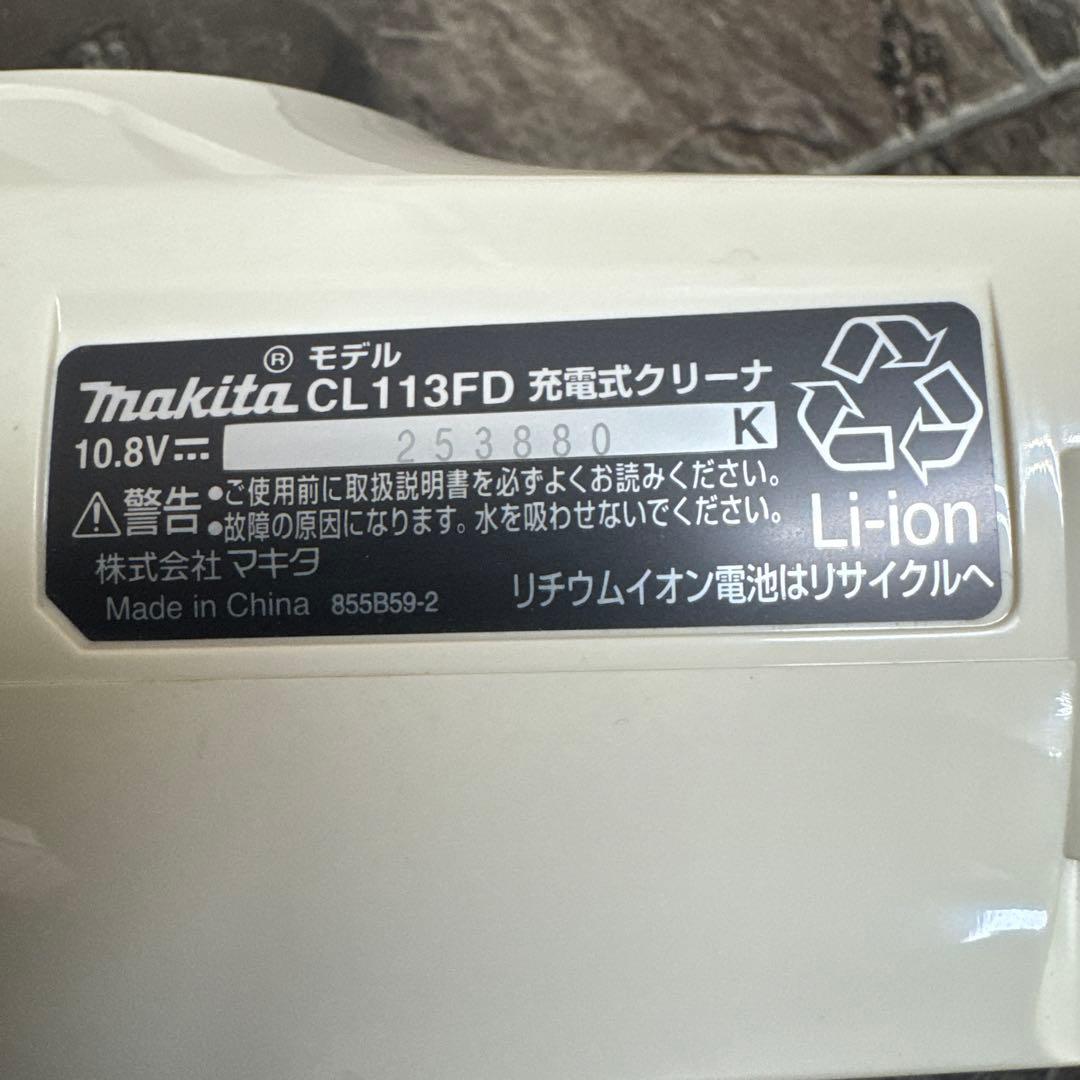 ® モデル
makita CL113FD 充電式クリーナ
10.8V
253880 K
警告 •ご使用前に取扱説明書を必ずよくお読みください。
•故障の原因になります。水を吸わせないでください。
株式会社マキタ
Made in China 855B59-2
Li-ion
リチウムイオン電池はリサイクルへ